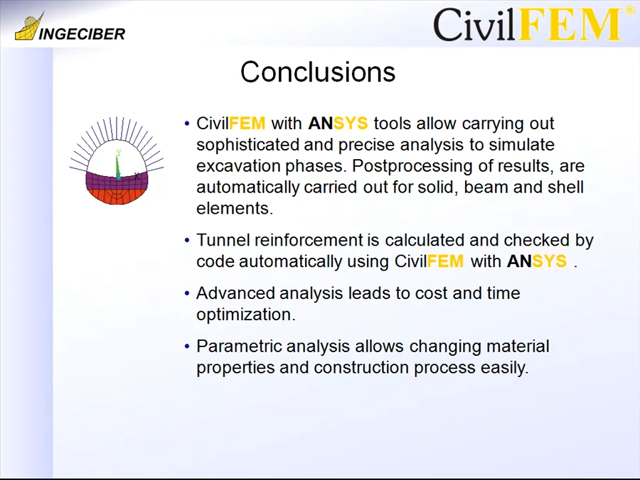 INGECIBER
CivilFEM®
Conclusions
• CivilFEM with ANSYS tools allow carrying out
sophisticated and precise analysis to simulate
excavation phases. Postprocessing of results, are
automatically carried out for solid, beam and shell
elements.
• Tunnel reinforcement is calculated and checked by
code automatically using CivilFEM with ANSYS .
• Advanced analysis leads to cost and time
optimization.
• Parametric analysis allows changing material
properties and construction process easily.